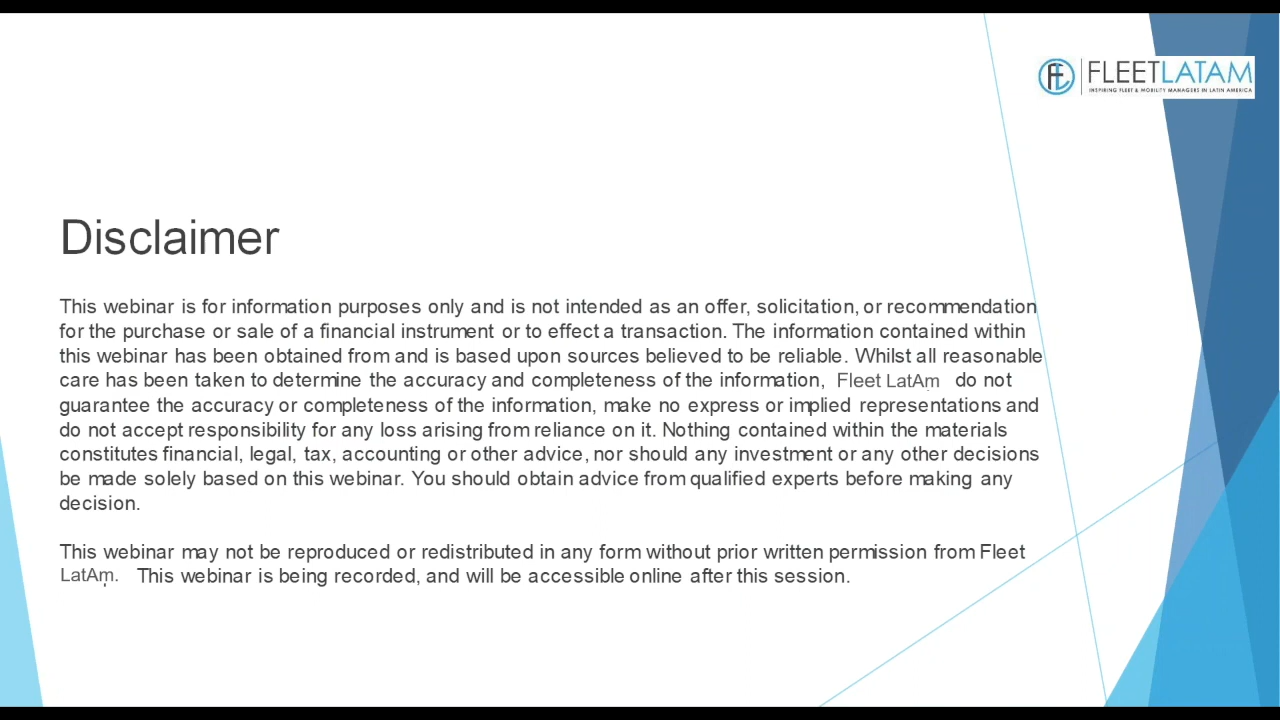 FLEETLATAM
INSPIRING FLEET & MOBILITY MANAGERS IN LATIN AMERICA
Disclaimer
This webinar is for information purposes only and is not intended as an offer, solicitation, or recommendation
for the purchase or sale of a financial instrument or to effect a transaction. The information contained within
this webinar has been obtained from and is based upon sources believed to be reliable. Whilst all reasonable
care has been taken to determine the accuracy and completeness of the information, Fleet LatAm do not
guarantee the accuracy or completeness of the information, make no express or implied representations and
do not accept responsibility for any loss arising from reliance on it. Nothing contained within the materials
constitutes financial, legal, tax, accounting or other advice, nor should any investment or any other decisions
be made solely based on this webinar. You should obtain advice from qualified experts before making any
decision.
This webinar may not be reproduced or redistributed in any form without prior written permission from Fleet
LatAm. This webinar is being recorded, and will be accessible online after this session.